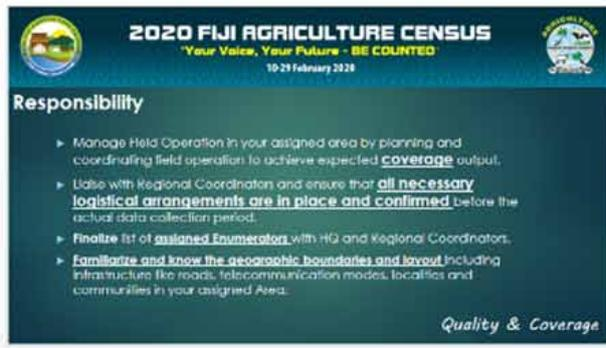 2020 FIJI AGRICULTURE CENSUS
"Your Voice, Your Future - BE COUNTED"
10-29 February 2020
AGRICULTURE
Responsibility
► Manage Field Operation in your assigned area by planning and
coordinating field operation to achieve expected coverage output.
► Liaise with Regional Coordinators and ensure that all necessary
logistical arrangements are in place and confirmed before the
actual data collection period.
► Finalize list of assigned Enumerators with HQ and Regional Coordinators.
► Familiarize and know the geographic boundaries and layout including
infrastructure like roads, telecommunication modes, localities and
communities in your assigned Area.
Quality & Coverage